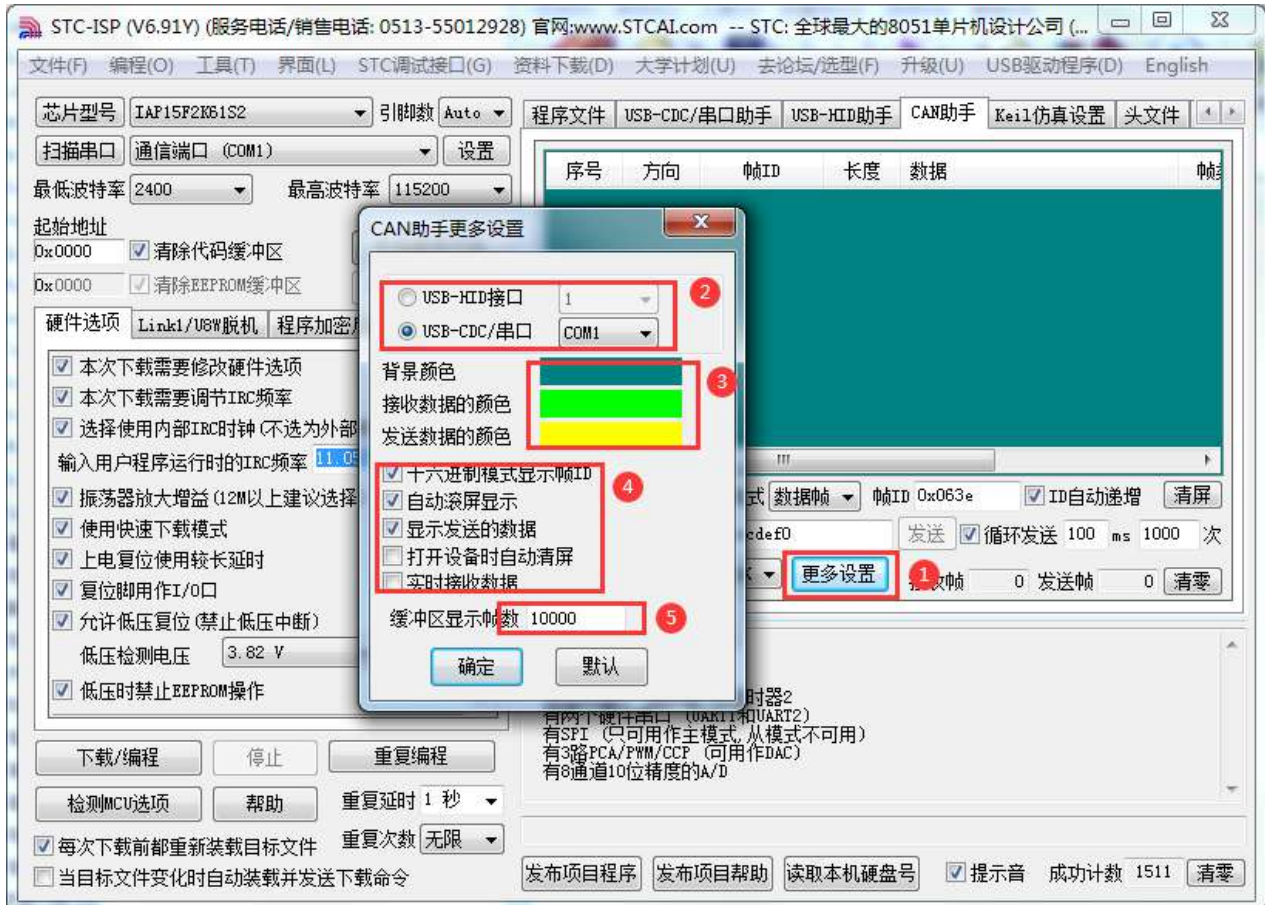 STC-ISP (V6.91Y) (服务电话/销售电话: 0513-55012928) 官网:www.STCAI.com -- STC: 全球最大的8051单片机设计公司 (...
文件(F) 编程(O) 工具(T) 界面(L) STC调试接口(G) 资料下载(D) 大学计划(U) 去论坛/选型(F) 升级(U) USB驱动程序(D) English
芯片型号 IAP15F2K61S2 引脚数 Auto
扫描串口 通信端口 (COM1) 设置
最低波特率 2400 最高波特率 115200
起始地址
0x0000 清除代码缓冲区
0x0000 清除EEPROM缓冲区
硬件选项 Link1/U8W脱机 程序加密
本次下载需要修改硬件选项
本次下载需要调节IRC频率
选择使用内部IRC时钟(不选为外部
输入用户程序运行时的IRC频率 11.05
振荡器放大增益(12M以上建议选择
使用快速下载模式
上电复位使用较长延时
复位脚用作I/O口
允许低压复位(禁止低压中断)
低压检测电压 3.82 V
低压时禁止EEPROM操作
下载/编程 停止 重复编程
检测MCU选项 帮助 重复延时 1 秒
每次下载前都重新装载目标文件 重复次数 无限
当目标文件变化时自动装载并发送下载命令
程序文件 USB-CDC/串口助手 USB-HID助手 CAN助手 Keil仿真设置 头文件
序号 方向 帧ID 长度 数据
CAN助手更多设置
USB-HID接口 1 2
USB-CDC/串口 COM1
背景颜色
接收数据的颜色 3
发送数据的颜色
十六进制模式显示帧ID
自动滚屏显示 4
显示发送的数据
打开设备时自动清屏
实时接收数据
缓冲区显示帧数 10000 5
确定 默认
式 数据帧 帧ID 0x063e ID自动递增 清屏
cdef0 发送 循环发送 100 ms 1000 次
更多设置 1 收帧 0 发送帧 0 清零
时器2
有两个硬件串口 (UART1和UART2)
有SPI (只可用作主模式,从模式不可用)
有3路PCA/PWM/CCP (可用作DAC)
有8通道10位精度的A/D
发布项目程序 发布项目帮助 读取本机硬盘号 提示音 成功计数 1511 清零